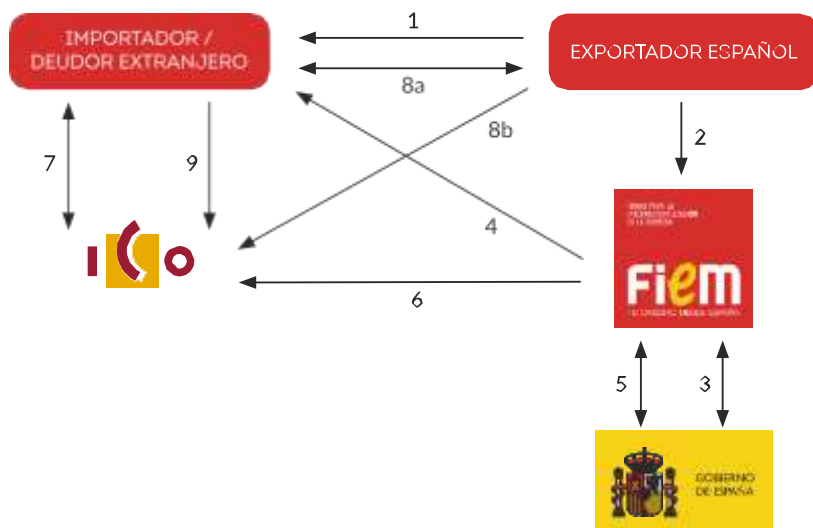 1
IMPORTADOR /
DEUDOR EXTRANJERO
EXPORTADOR ESPAÑOL
8a
8b
2
7
9
4
ICO
Fiem
6
5
3
GOBIERNO
DE ESPAÑA